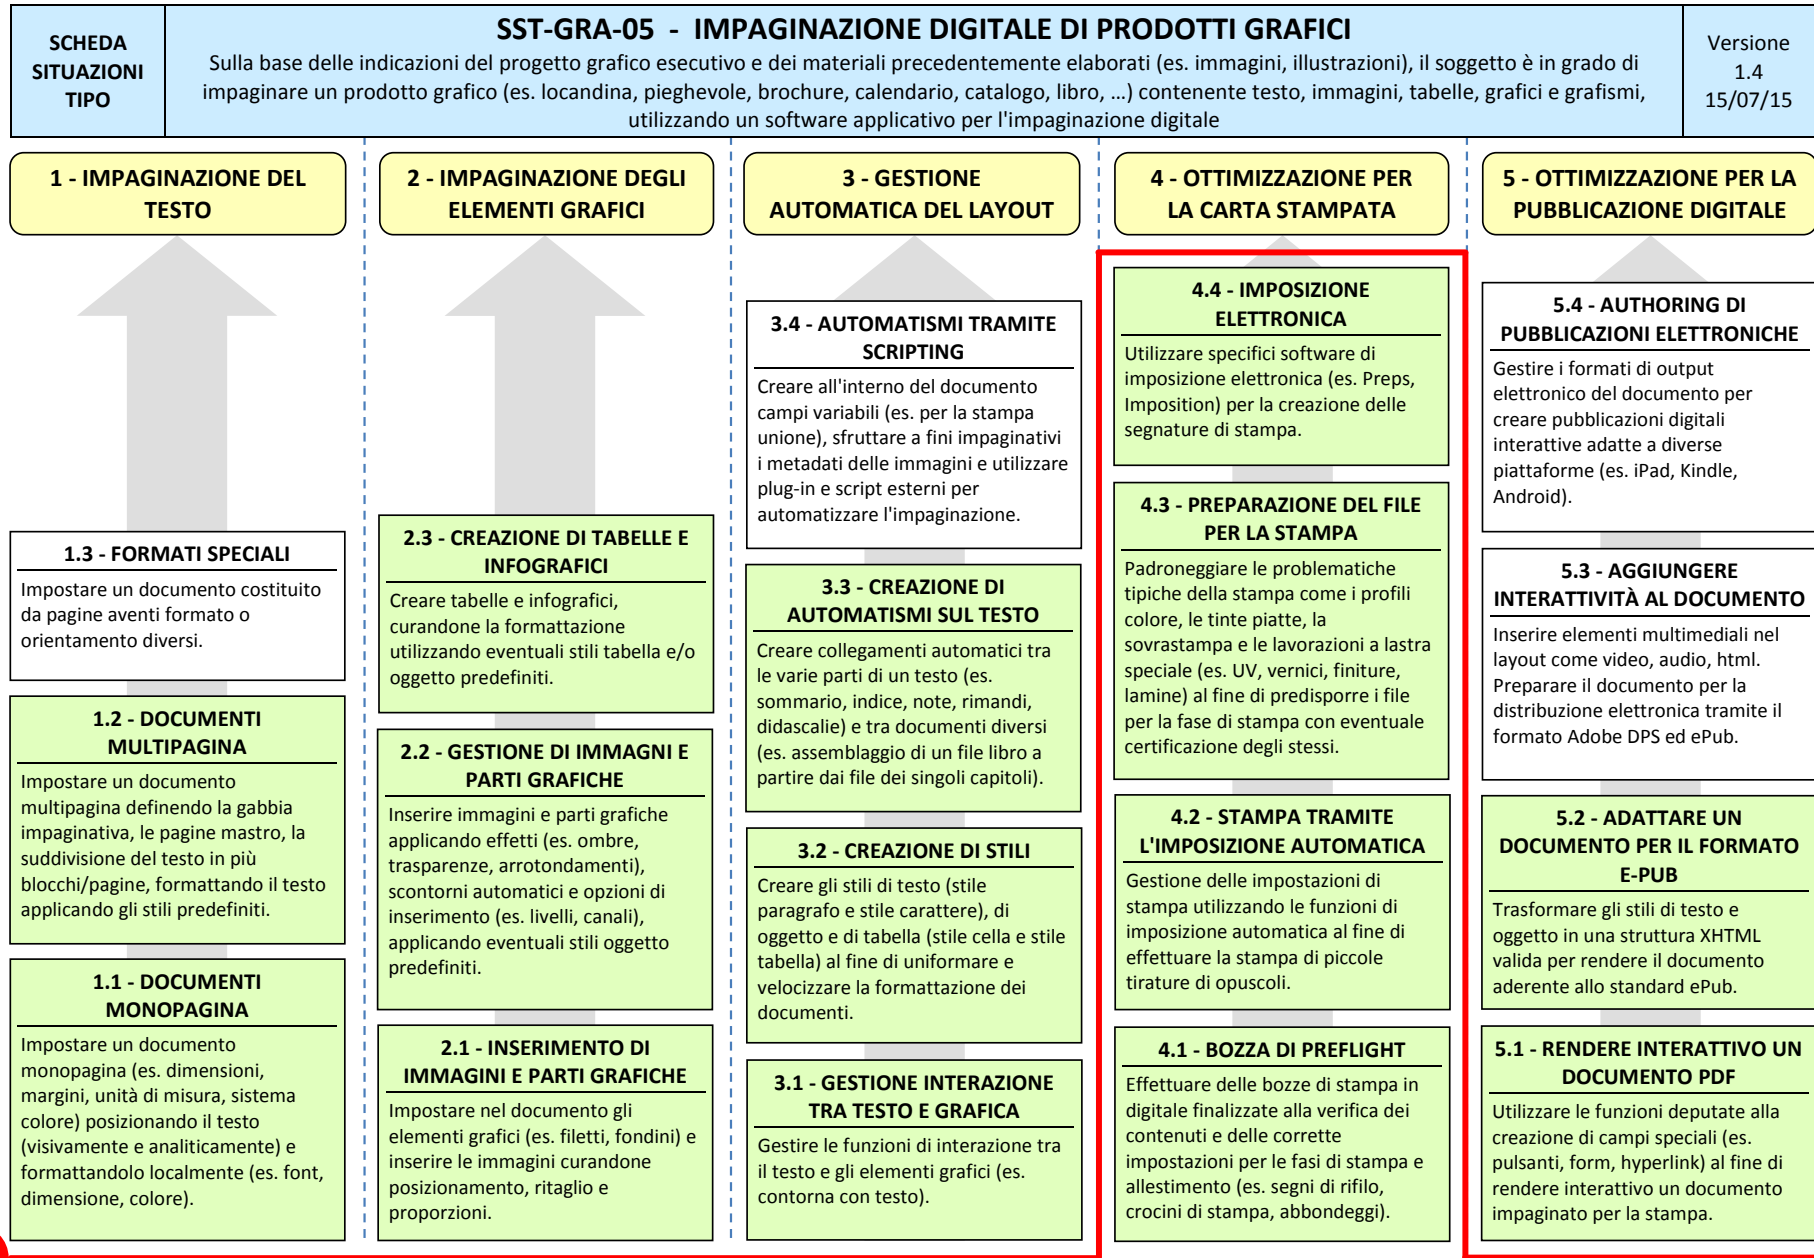 SCHEDA
SITUAZIONI
TIPO
SST-GRA-05 - IMPAGINAZIONE DIGITALE DI PRODOTTI GRAFICI
Sulla base delle indicazioni del progetto grafico esecutivo e dei materiali precedentemente elaborati (es. immagini, illustrazioni), il soggetto è in grado di
impaginare un prodotto grafico (es. locandina, pieghevole, brochure, calendario, catalogo, libro, ...) contenente testo, immagini, tabelle, grafici e grafismi,
utilizzando un software applicativo per l'impaginazione digitale
Versione
1.4
15/07/15
1 - IMPAGINAZIONE DEL
TESTO
1.3 - FORMATI SPECIALI
Impostare un documento costituito
da pagine aventi formato o
orientamento diversi.
1.2 - DOCUMENTI
MULTIPAGINA
Impostare un documento
multipagina definendo la gabbia
impaginativa, le pagine mastro, la
suddivisione del testo in più
blocchi/pagine, formattando il testo
applicando gli stili predefiniti.
1.1 - DOCUMENTI
MONOPAGINA
Impostare un documento
monopagina (es. dimensioni,
margini, unità di misura, sistema
colore) posizionando il testo
(visivamente e analiticamente) e
formattandolo localmente (es. font,
dimensione, colore).
2 - IMPAGINAZIONE DEGLI
ELEMENTI GRAFICI
2.3 - CREAZIONE DI TABELLE E
INFOGRAFICI
Creare tabelle e infografici,
curandone la formattazione
utilizzando eventuali stili tabella e/o
oggetto predefiniti.
2.2 - GESTIONE DI IMMAGNI E
PARTI GRAFICHE
Inserire immagini e parti grafiche
applicando effetti (es. ombre,
trasparenze, arrotondamenti),
scontorni automatici e opzioni di
inserimento (es. livelli, canali),
applicando eventuali stili oggetto
predefiniti.
2.1 - INSERIMENTO DI
IMMAGINI E PARTI GRAFICHE
Impostare nel documento gli
elementi grafici (es. filetti, fondini) e
inserire le immagini curandone
posizionamento, ritaglio e
proporzioni.
3 - GESTIONE
AUTOMATICA DEL LAYOUT
3.4 - AUTOMATISMI TRAMITE
SCRIPTING
Creare all'interno del documento
campi variabili (es. per la stampa
unione), sfruttare a fini impaginativi
i metadati delle immagini e utilizzare
plug-in e script esterni per
automatizzare l'impaginazione.
3.3 - CREAZIONE DI
AUTOMATISMI SUL TESTO
Creare collegamenti automatici tra
le varie parti di un testo (es.
sommario, indice, note, rimandi,
didascalie) e tra documenti diversi
(es. assemblaggio di un file libro a
partire dai file dei singoli capitoli).
3.2 - CREAZIONE DI STILI
Creare gli stili di testo (stile
paragrafo e stile carattere), di
oggetto e di tabella (stile cella e stile
tabella) al fine di uniformare e
velocizzare la formattazione dei
documenti.
3.1 - GESTIONE INTERAZIONE
TRA TESTO E GRAFICA
Gestire le funzioni di interazione tra
il testo e gli elementi grafici (es.
contorna con testo).
4 - OTTIMIZZAZIONE PER
LA CARTA STAMPATA
4.4 - IMPOSIZIONE
ELETTRONICA
Utilizzare specifici software di
imposizione elettronica (es. Preps,
Imposition) per la creazione delle
segnature di stampa.
4.3 - PREPARAZIONE DEL FILE
PER LA STAMPA
Padroneggiare le problematiche
tipiche della stampa come i profili
colore, le tinte piatte, la
sovrastampa e le lavorazioni a lastra
speciale (es. UV, vernici, finiture,
lamine) al fine di predisporre i file
per la fase di stampa con eventuale
certificazione degli stessi.
4.2 - STAMPA TRAMITE
L'IMPOSIZIONE AUTOMATICA
Gestione delle impostazioni di
stampa utilizzando le funzioni di
imposizione automatica al fine di
effettuare la stampa di piccole
tirature di opuscoli.
4.1 - BOZZA DI PREFLIGHT
Effettuare delle bozze di stampa in
digitale finalizzate alla verifica dei
contenuti e delle corrette
impostazioni per le fasi di stampa e
allestimento (es. segni di rifilo,
crocini di stampa, abbondeggi).
5 - OTTIMIZZAZIONE PER LA
PUBBLICAZIONE DIGITALE
5.4 - AUTHORING DI
PUBBLICAZIONI ELETTRONICHE
Gestire i formati di output
elettronico del documento per
creare pubblicazioni digitali
interattive adatte a diverse
piattaforme (es. iPad, Kindle,
Android).
5.3 - AGGIUNGERE
INTERATTIVITÀ AL DOCUMENTO
Inserire elementi multimediali nel
layout come video, audio, html.
Preparare il documento per la
distribuzione elettronica tramite il
formato Adobe DPS ed ePub.
5.2 - ADATTARE UN
DOCUMENTO PER IL FORMATO
E-PUB
Trasformare gli stili di testo e
oggetto in una struttura XHTML
valida per rendere il documento
aderente allo standard ePub.
5.1 - RENDERE INTERATTIVO UN
DOCUMENTO PDF
Utilizzare le funzioni deputate alla
creazione di campi speciali (es.
pulsanti, form, hyperlink) al fine di
rendere interattivo un documento
impaginato per la stampa.